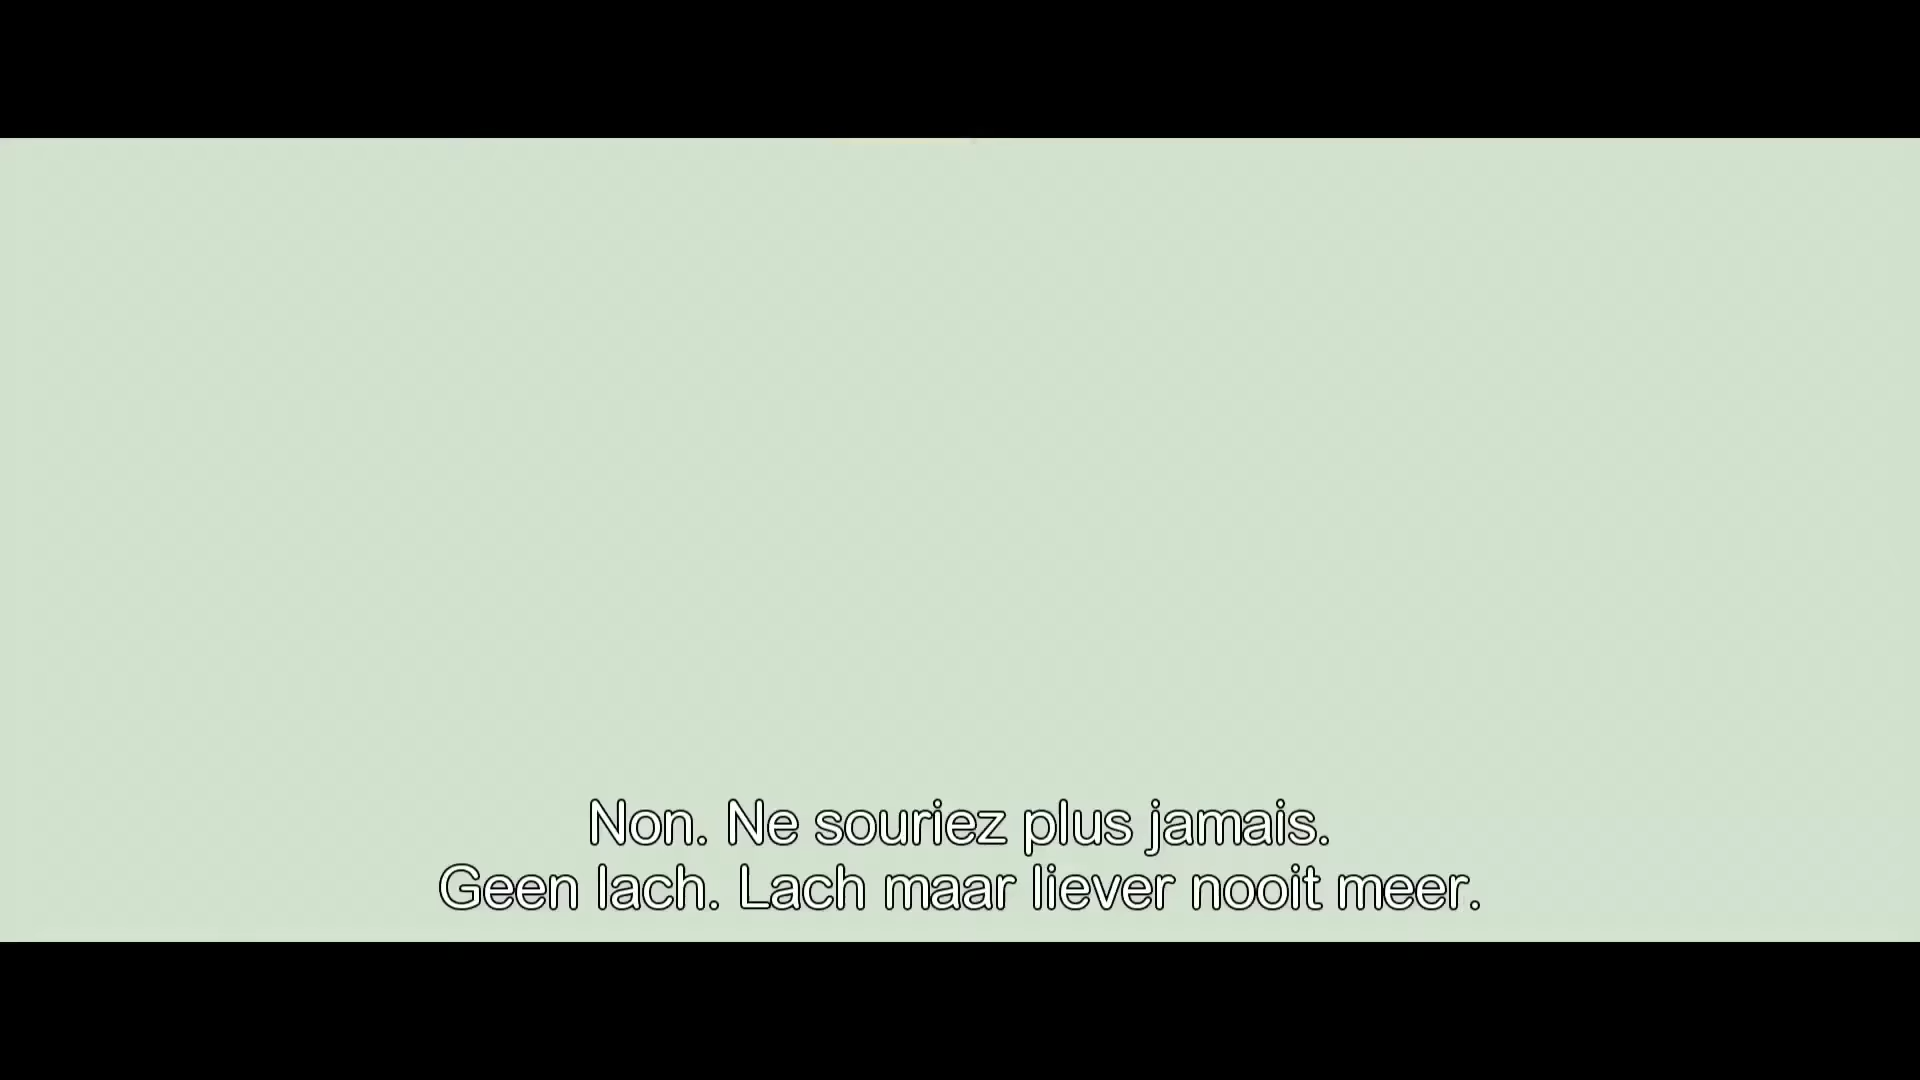 Non. Ne souriez plus jamais.
Geen lach. Lach maar liever nooit meer.